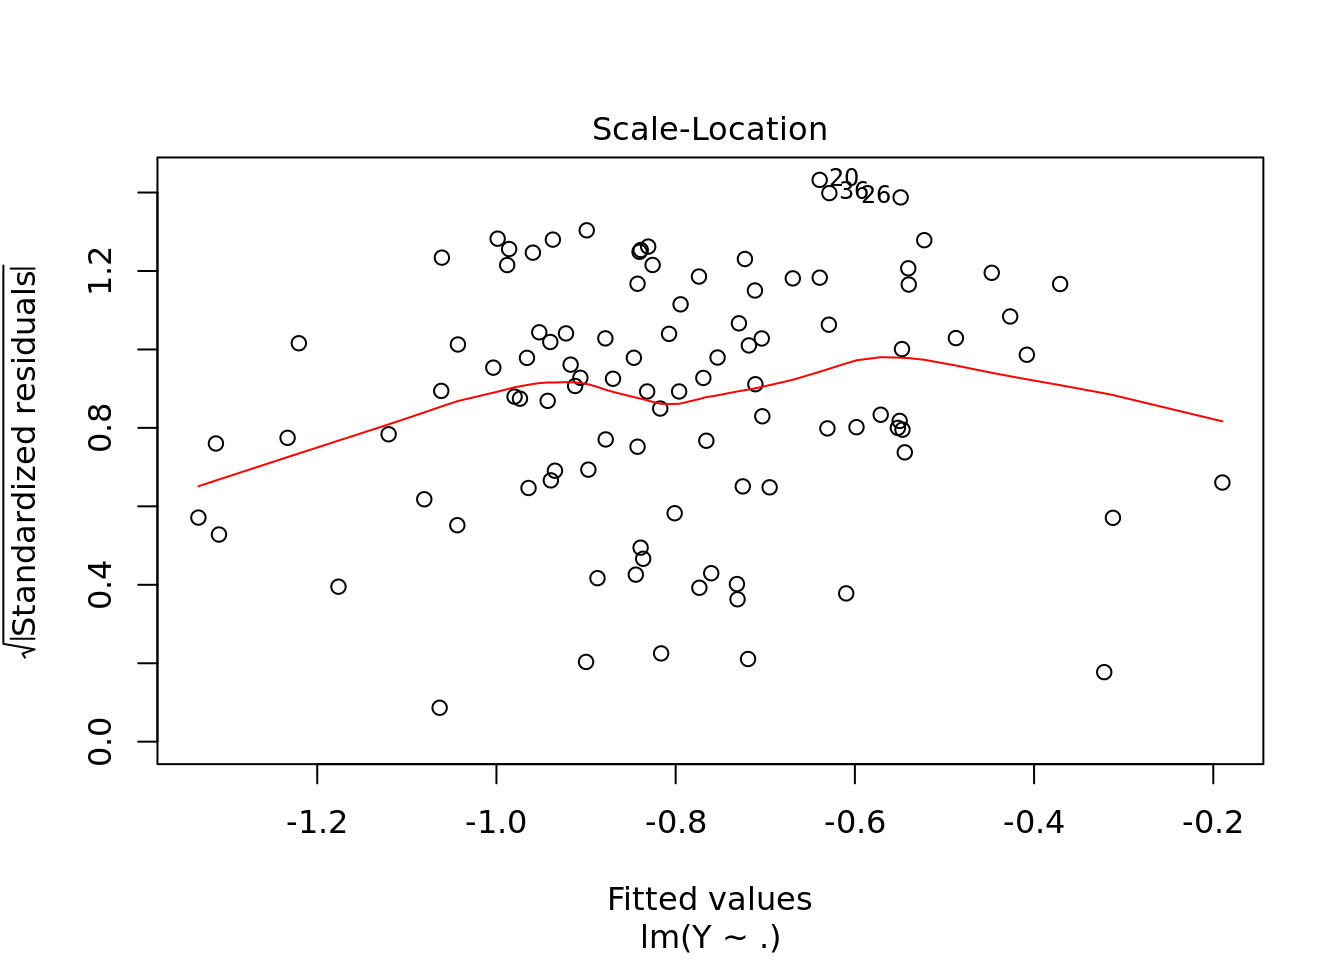 Scale-Location
20
36
26
√|Standardized residuals|
0.0
0.4
0.8
1.2
-1.2 -1.0 -0.8 -0.6 -0.4 -0.2
Fitted values
lm(Y ~ .)